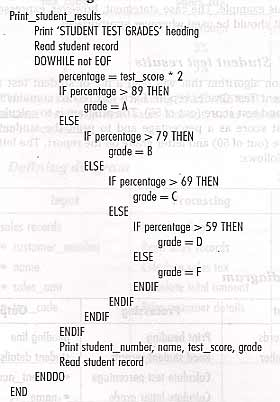 Print_student_results
Print 'STUDENT TEST GRADES' heading
Read student record
DOWHILE not EOF
percentage = test_score * 2
IF percentage > 89 THEN
grade = A
ELSE
IF percentage > 79 THEN
grade = B
ELSE
IF percentage > 69 THEN
grade = C
ELSE
IF percentage > 59 THEN
grade = D
ELSE
grade = F
ENDIF
ENDIF
ENDIF
ENDIF
Print student_number, name, test_score, grade
Read student record
ENDDO
END